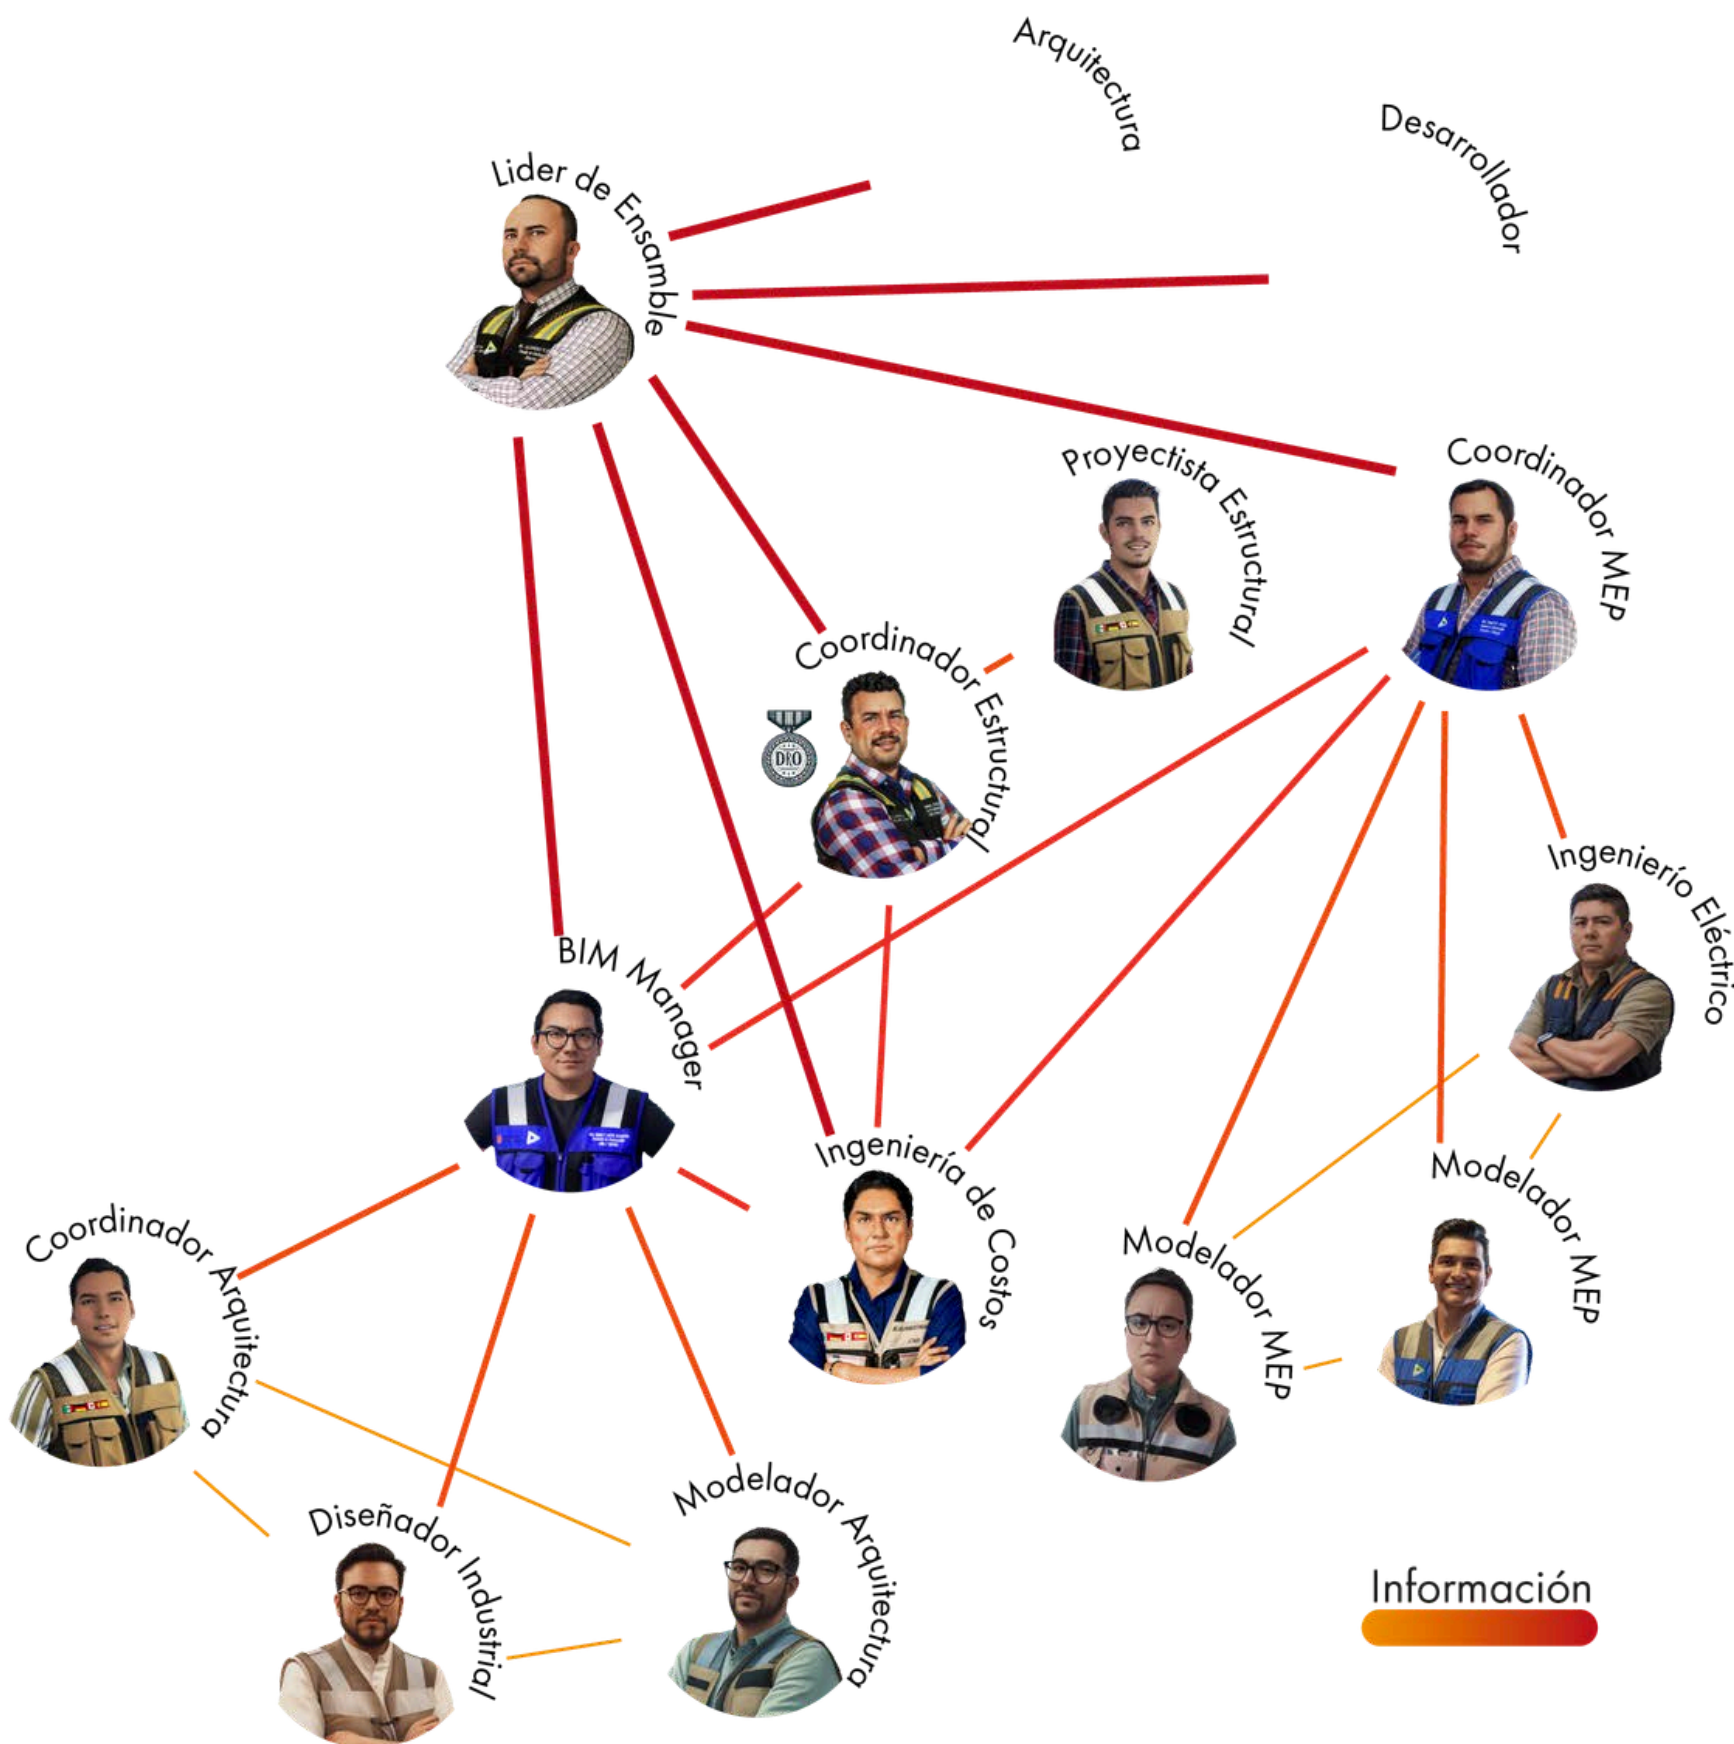 Arquitectura
Desarrollador
Lider de Ensamble
Proyectista Estructural
Coordinador MEP
Coordinador Estructural
DRO
Ingenierío Eléctrico
BIM Manager
Ingeniería de Costos
Modelador MEP
Modelador MEP
Coordinador Arquitectura
Modelador Arquitectura
Diseñador Industrial
Información